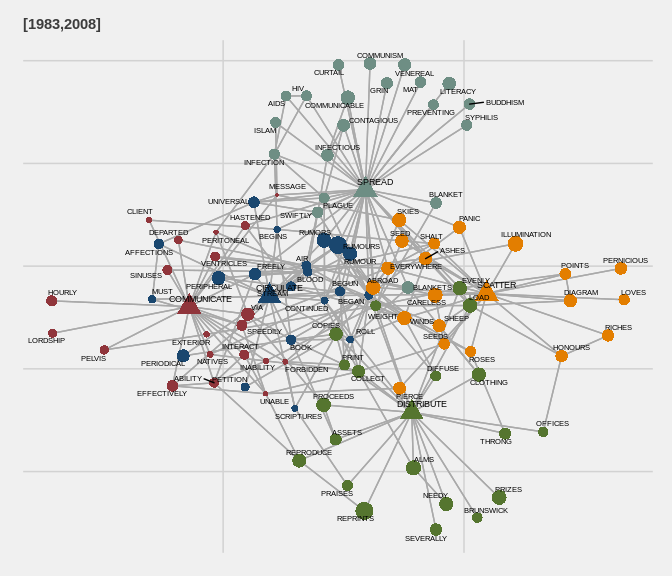 [1983,2008]
COMMUNISM
CURTAIL
VENEREAL
HIV
GRIN
MAT
LITERACY
AIDS
COMMUNICABLE
BUDDHISM
PREVENTING
ISLAM
CONTAGIOUS
SYPHILIS
INFECTIOUS
INFECTION
SPREAD
MESSAGE
BLANKET
UNIVERSAL
PLAGUE
CLIENT
HASTENED
SWIFTLY
SKIES
PANIC
DEPARTED
PERITONEAL
BEGINS
RUMORS
SEED
SHALT
ILLUMINATION
AFFECTIONS
RUMOURS
ASHES
VENTRICLES
AIR
RUMOUR
EVERYWHERE
PERNICIOUS
SINUSES
FREELY
POINTS
BLOOD
ABROAD
EVENLY
PERIPHERAL
CIRCULATE
BEGUN
BLANKETS
SCATTER
HOURLY
MUST
COMMUNICATE
STREAM
BEGAN
CARELESS
LOAD
DIAGRAM
LOVES
VIA
CONTINUED
WEIGHT
WINDS
SHEEP
LORDSHIP
SPEEDILY
COPIES
ROLL
SEEDS
RICHES
EXTERIOR
BOOK
HONOURS
PELVIS
PERIODICAL
NATIVES
INTERACT
PRINT
ROSES
INABILITY
FORBIDDEN
COLLECT
DIFFUSE
CLOTHING
ABILITY
PETITION
EFFECTIVELY
UNABLE
PIERCE
PROCEEDS
DISTRIBUTE
SCRIPTURES
OFFICES
ASSETS
THRONG
REPRODUCE
ALMS
PRAISES
NEEDY
PRIZES
REPRINTS
BRUNSWICK
SEVERALLY